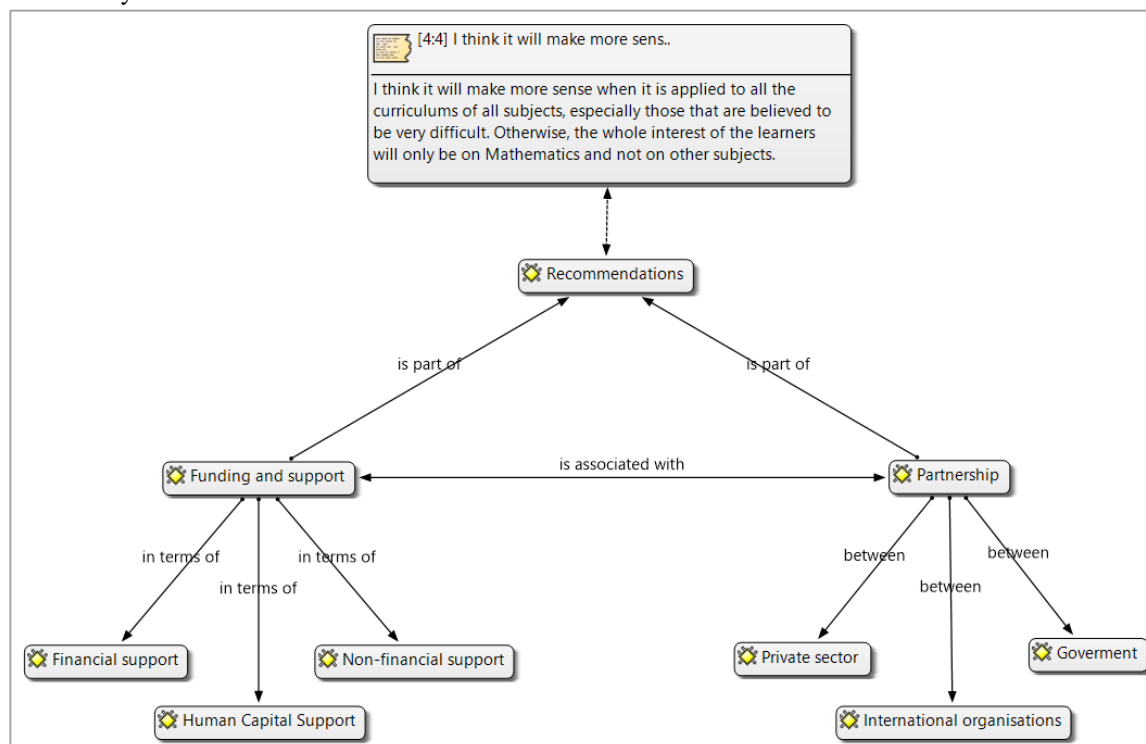 [4:4] I think it will make more sens..
I think it will make more sense when it is applied to all the
curriculums of all subjects, especially those that are believed to
be very difficult. Otherwise, the whole interest of the learners
will only be on Mathematics and not on other subjects.
Recommendations
is part of
is part of
Funding and support
is associated with
Partnership
in terms of
in terms of
in terms of
between
between
between
Financial support
Non-financial support
Private sector
Goverment
Human Capital Support
International organisations